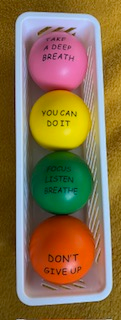 TAKE
A DEEP
BREATH
YOU CAN
DO IT
FOCUS
LISTEN
BREATHE
DON'T
GIVE UP